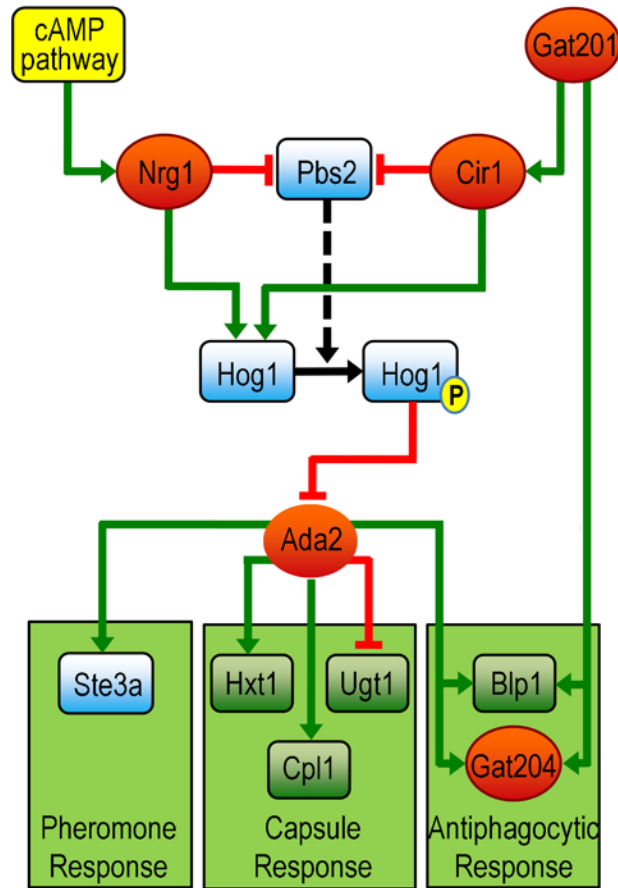 cAMP
pathway
Gat201
Nrg1
Pbs2
Cir1
Hog1
Hog1
P
Ada2
Ste3a
Hxt1
Ugt1
Blp1
Cpl1
Gat204
Pheromone
Response
Capsule
Response
Antiphagocytic
Response